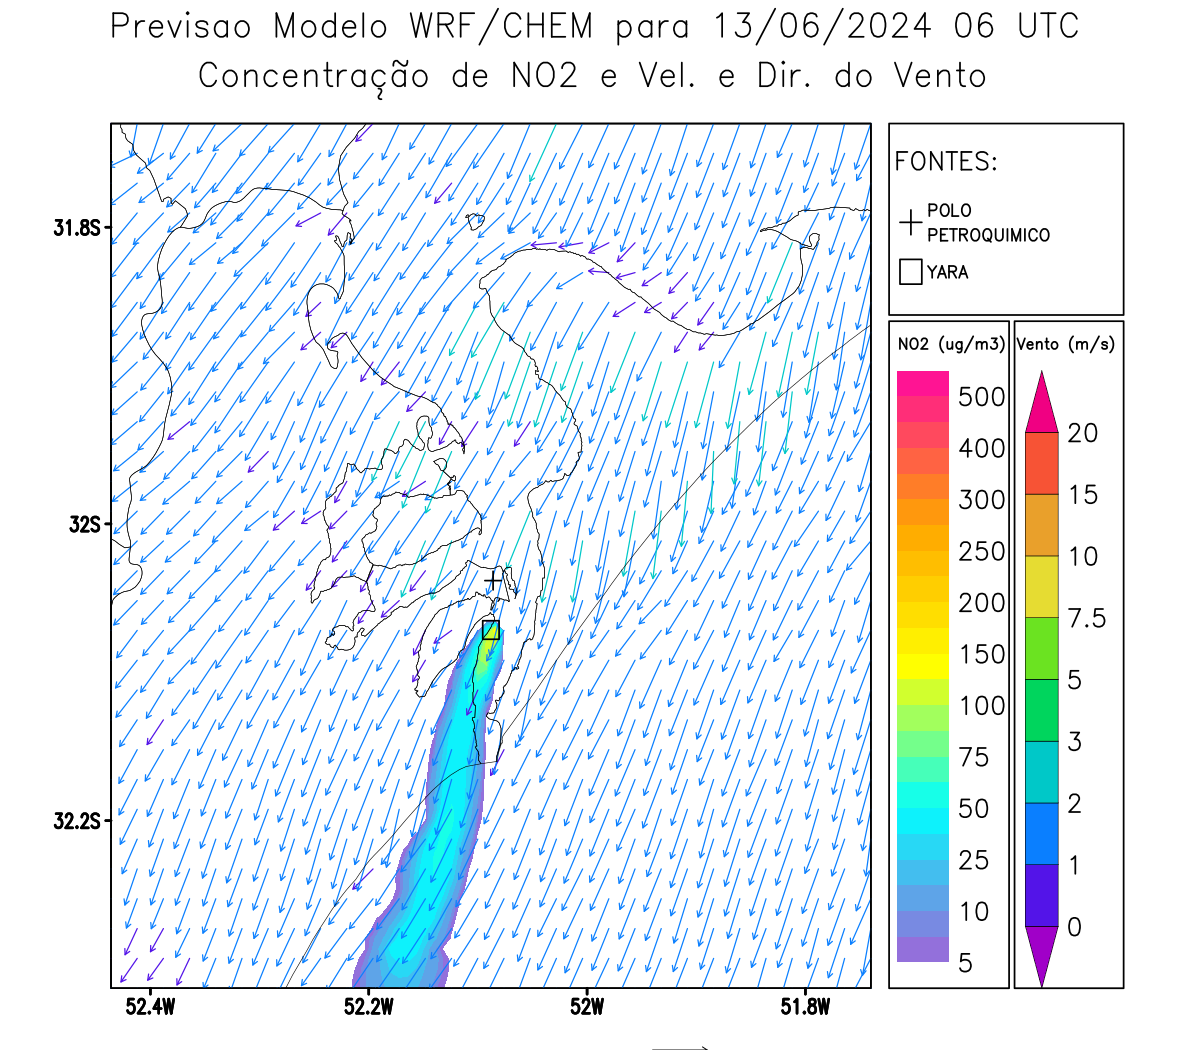 Previsao Modelo WRF/CHEM para 13/06/2024 06 UTC
Concentração de NO2 e Vel. e Dir. do Vento
FONTES:
POLO
PETROQUIMICO
YARA
NO2 (ug/m3)
500
400
300
250
200
150
100
75
50
25
10
5
Vento (m/s)
20
15
10
7.5
5
3
2
1
0
31.8S
32S
32.2S
52.4W
52.2W
52W
51.8W